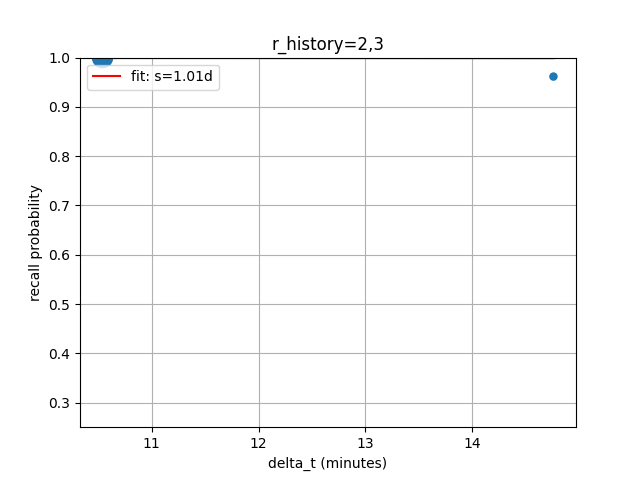 r_history=2,3
1.0
fit: s=1.01d
0.9
0.8
0.7
0.6
0.5
0.4
0.3
recall probability
11 12 13 14
delta_t (minutes)